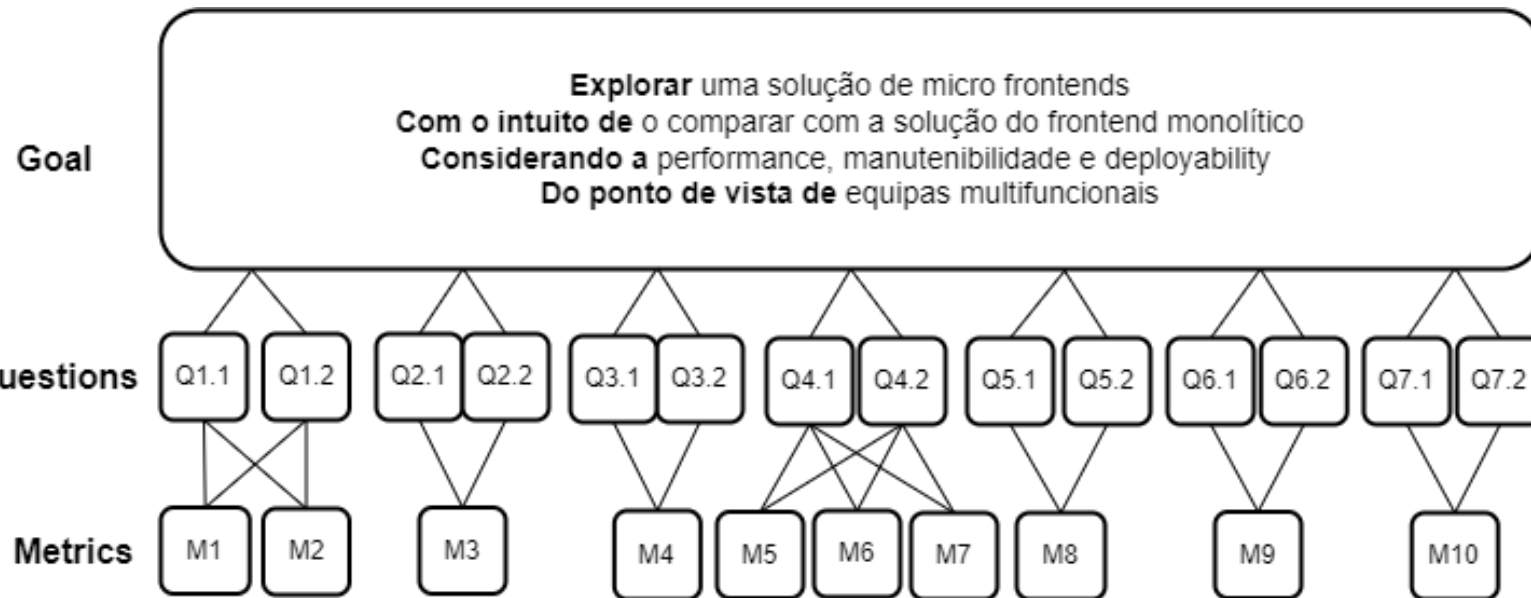 Explorar uma solução de micro frontends
Com o intuito de o comparar com a solução do frontend monolítico
Goal
Considerando a performance, manutenibilidade e deployability
Do ponto de vista de equipas multifuncionais
uestions
Q1.1 Q1.2 Q2.1 Q2.2 Q3.1 Q3.2 Q4.1 Q4.2 Q5.1 Q5.2 Q6.1 Q6.2 Q7.1 Q7.2
Metrics
M1 M2 M3 M4 M5 M6 M7 M8 M9 M10